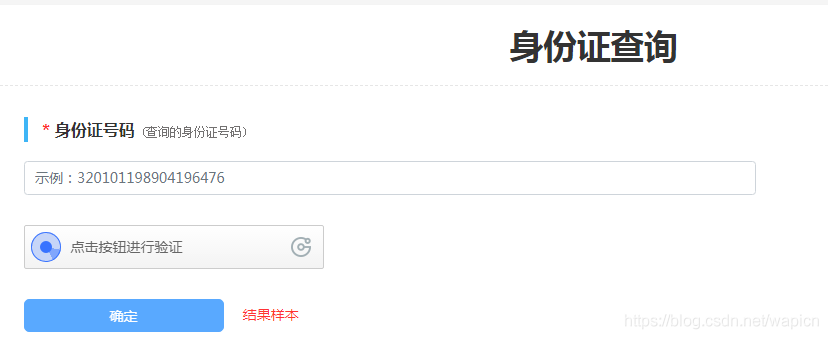 身份证查询
* 身份证号码 (查询的身份证号码)
示例：320101198904196476
点击按钮进行验证
确定 结果样本
https://blog.csdn.net/wapicn